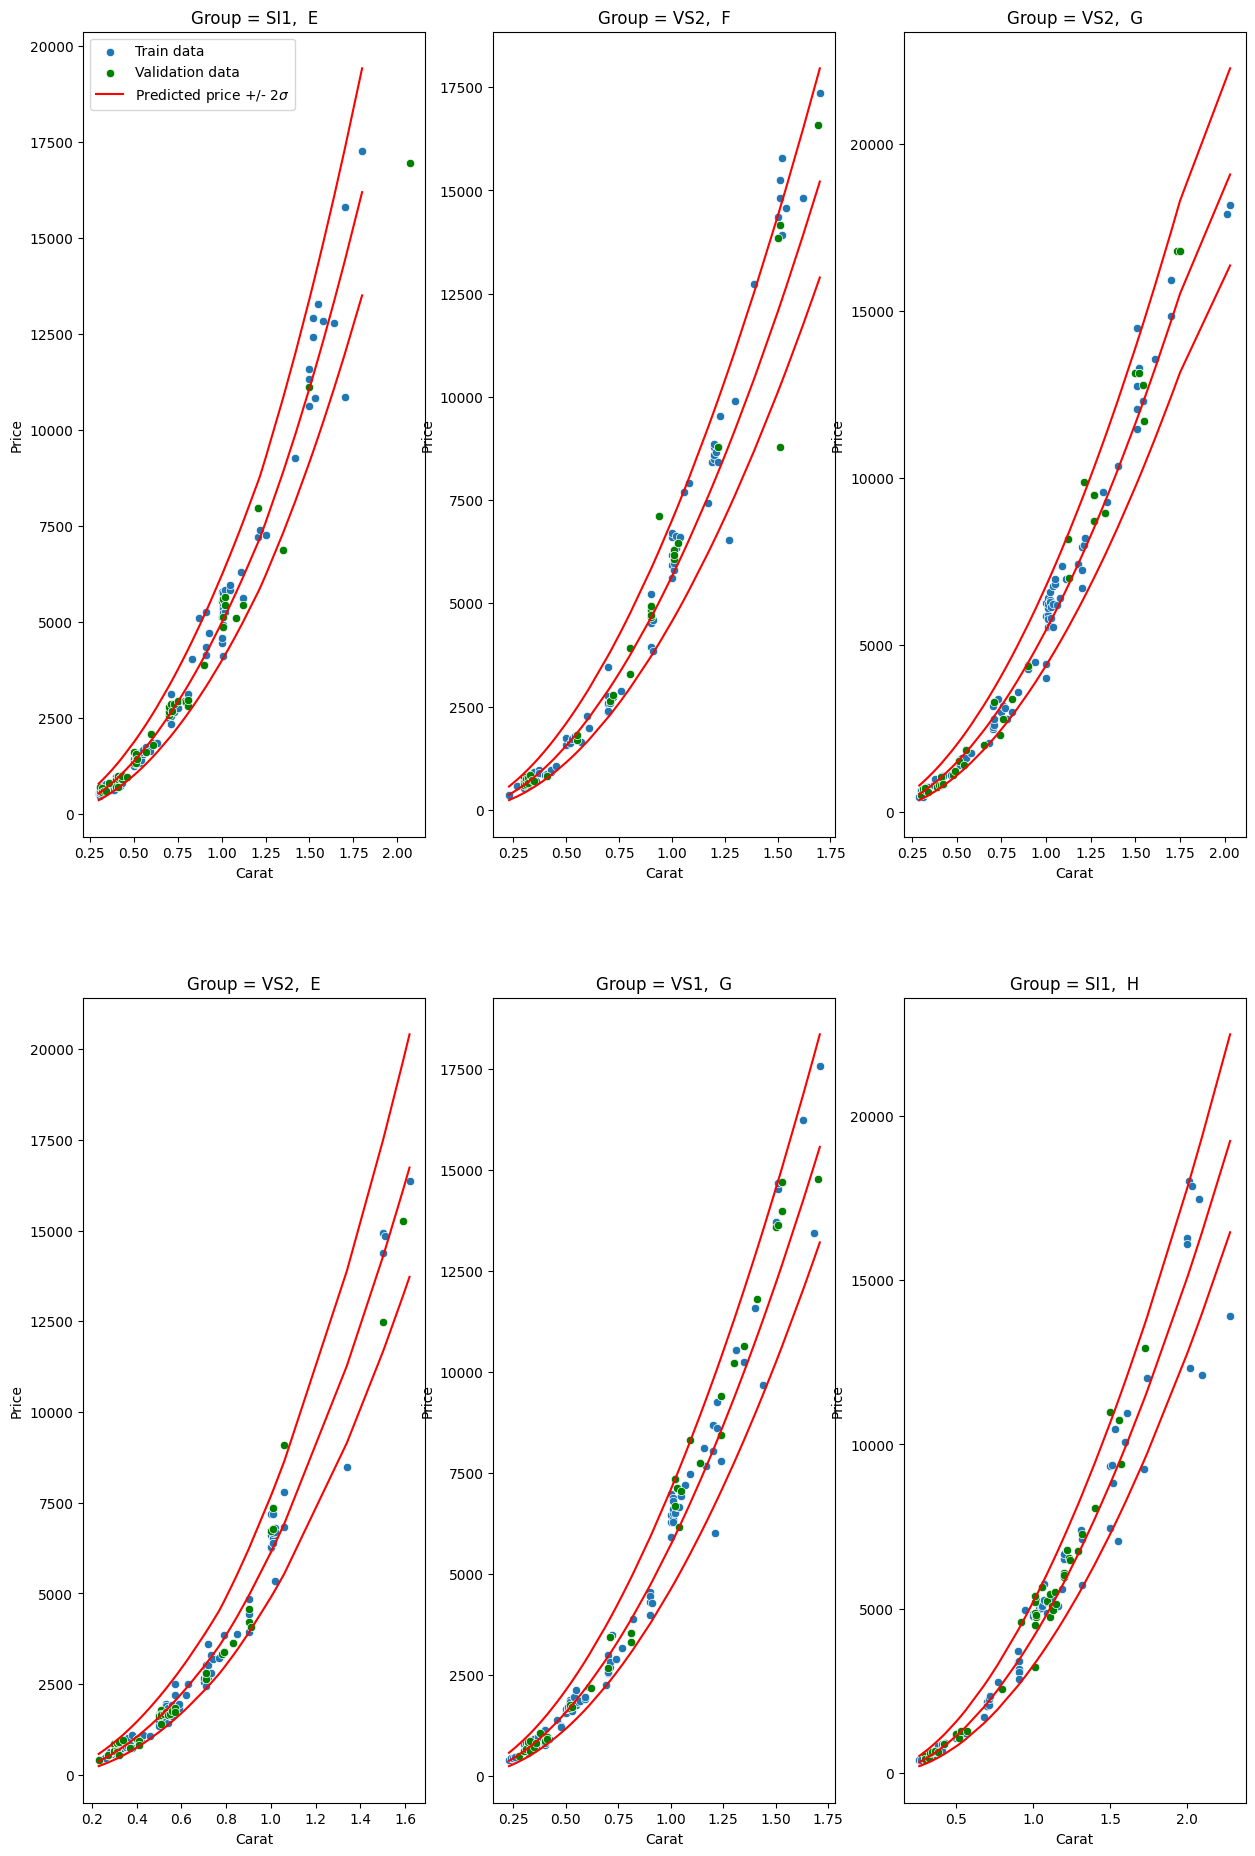 Group = SI1,  E
20000
17500
15000
12500
10000
7500
5000
2500
0
Price
Train data
Validation data
Predicted price +/- 2σ
0.25 0.50 0.75 1.00 1.25 1.50 1.75 2.00
Carat
Group = VS2,  F
17500
15000
12500
10000
7500
5000
2500
0
Price
0.25 0.50 0.75 1.00 1.25 1.50 1.75
Carat
Group = VS2,  G
20000
15000
10000
5000
0
Price
0.25 0.50 0.75 1.00 1.25 1.50 1.75 2.00
Carat
Group = VS2,  E
20000
17500
15000
12500
10000
7500
5000
2500
0
Price
0.2 0.4 0.6 0.8 1.0 1.2 1.4 1.6
Carat
Group = VS1,  G
17500
15000
12500
10000
7500
5000
2500
0
Price
0.25 0.50 0.75 1.00 1.25 1.50 1.75
Carat
Group = SI1,  H
20000
15000
10000
5000
0
Price
0.5 1.0 1.5 2.0
Carat